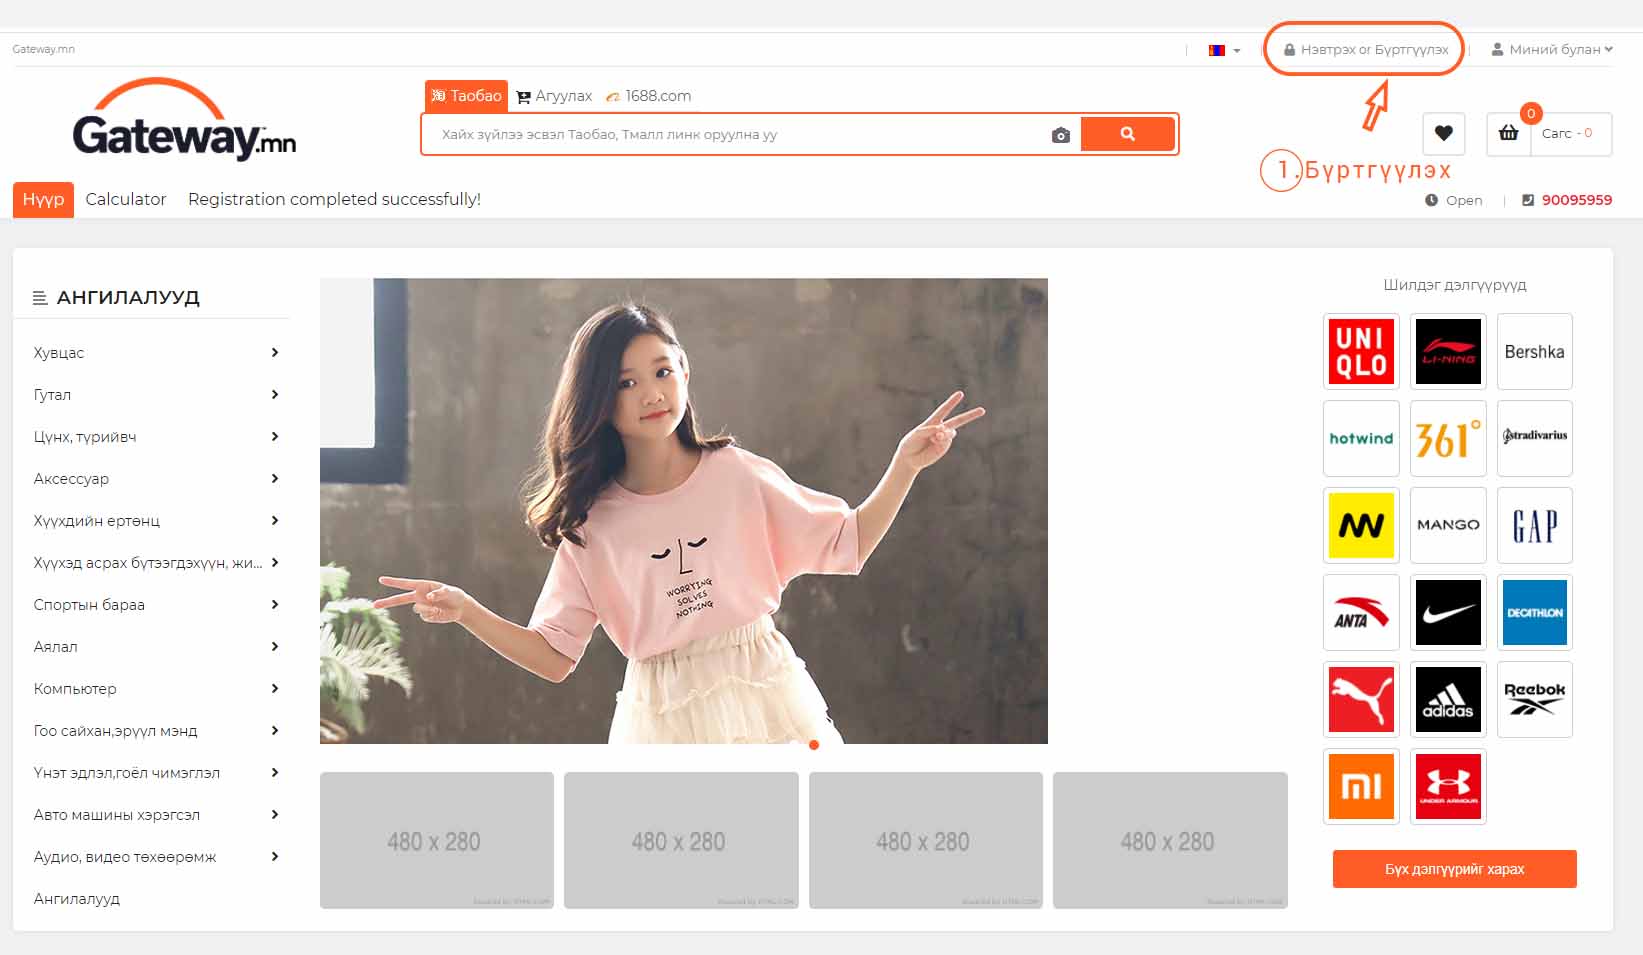 Gateway.mn
Нэвтрэх or Бүртгүүлэх
Миний булан
Gateway.mn
淘 Таобао
Агуулах
1688.com
Хайх зүйлээ эсвэл Таобао, Тмалл линк оруулна уу
0
Сагс - 0
1.Бүртгүүлэх
Нүүр
Calculator
Registration completed successfully!
Open
90095959
АНГИЛАЛУУД
Хувцас
Гутал
Цүнх, түрийвч
Аксессуар
Хүүхдийн ертөнц
Хүүхэд асрах бүтээгдэхүүн, жи...
Спортын бараа
Аялал
Компьютер
Гоо сайхан,эрүүл мэнд
Үнэт эдлэл,гоёл чимэглэл
Авто машины хэрэгсэл
Аудио, видео төхөөрөмж
Ангилалууд
WORRYING
SOLVES
NOTHING
480 x 280
480 x 280
480 x 280
480 x 280
Шилдэг дэлгүүрүүд
UNI
QLO
LI-NING
Bershka
hotwind
361°
stradivarius
MANGO
GAP
ANTA
DECATHLON
adidas
Reebok
mi
UNDER ARMOUR
Бүх дэлгүүрийг харах